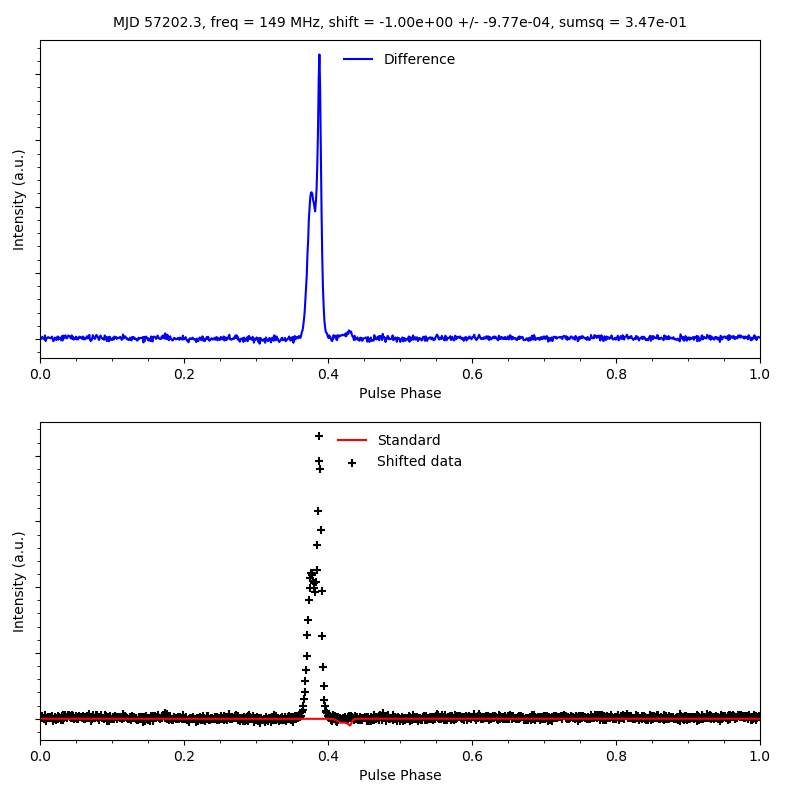 MJD 57202.3, freq = 149 MHz, shift = -1.00e+00 +/- -9.77e-04, sumsq = 3.47e-01
Difference
Intensity (a.u.)
0.0 0.2 0.4 0.6 0.8 1.0
Pulse Phase
Standard
Shifted data
Intensity (a.u.)
0.0 0.2 0.4 0.6 0.8 1.0
Pulse Phase